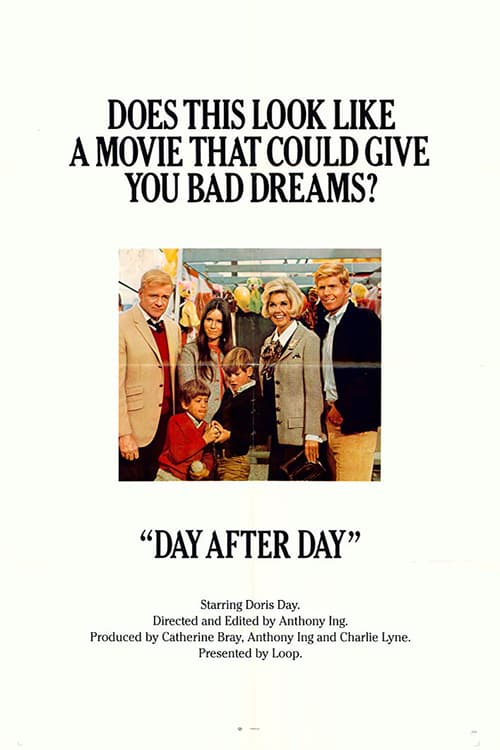 DOES THIS LOOK LIKE
A MOVIE THAT COULD GIVE
YOU BAD DREAMS?
“DAY AFTER DAY”
Starring Doris Day.
Directed and Edited by Anthony Ing.
Produced by Catherine Bray, Anthony Ing and Charlie Lyne.
Presented by Loop.